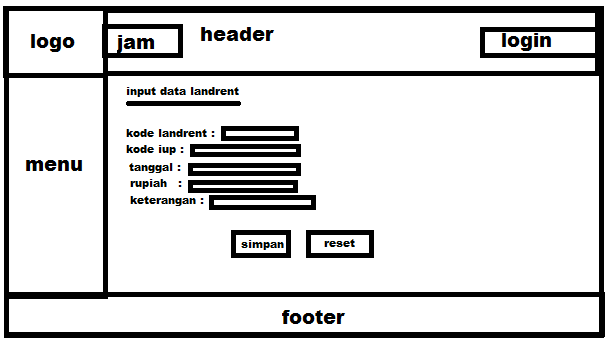 logo
jam
header
login
menu
input data landrent
kode landrent :
kode iup :
tanggal :
rupiah :
keterangan :
simpan
reset
footer